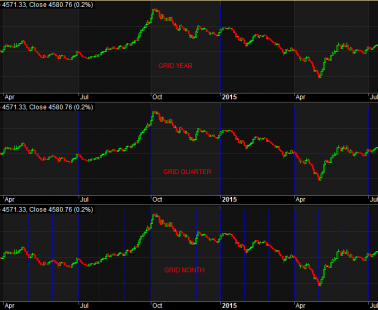 4571.33, Close 4580.76 (0.2%)
GRID YEAR
Apr Jul Oct 2015 Apr Jul
4571.33, Close 4580.76 (0.2%)
GRID QUARTER
Apr Jul Oct 2015 Apr Jul
4571.33, Close 4580.76 (0.2%)
GRID MONTH
Apr Jul Oct 2015 Apr Jul